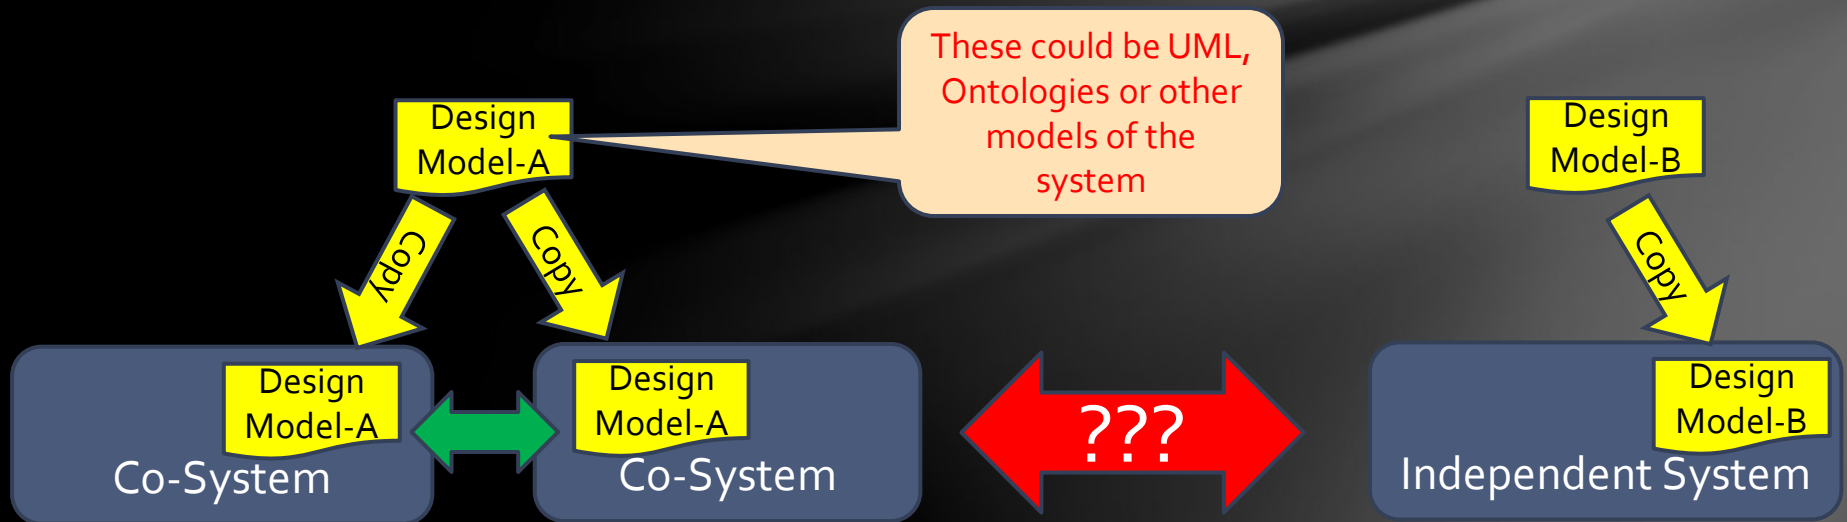 These could be UML,
Ontologies or other
models of the
system
Design
Model-A
Design
Model-B
Copy
Copy
Copy
Design
Model-A
Co-System
Design
Model-A
Co-System
???
Design
Model-B
Independent System